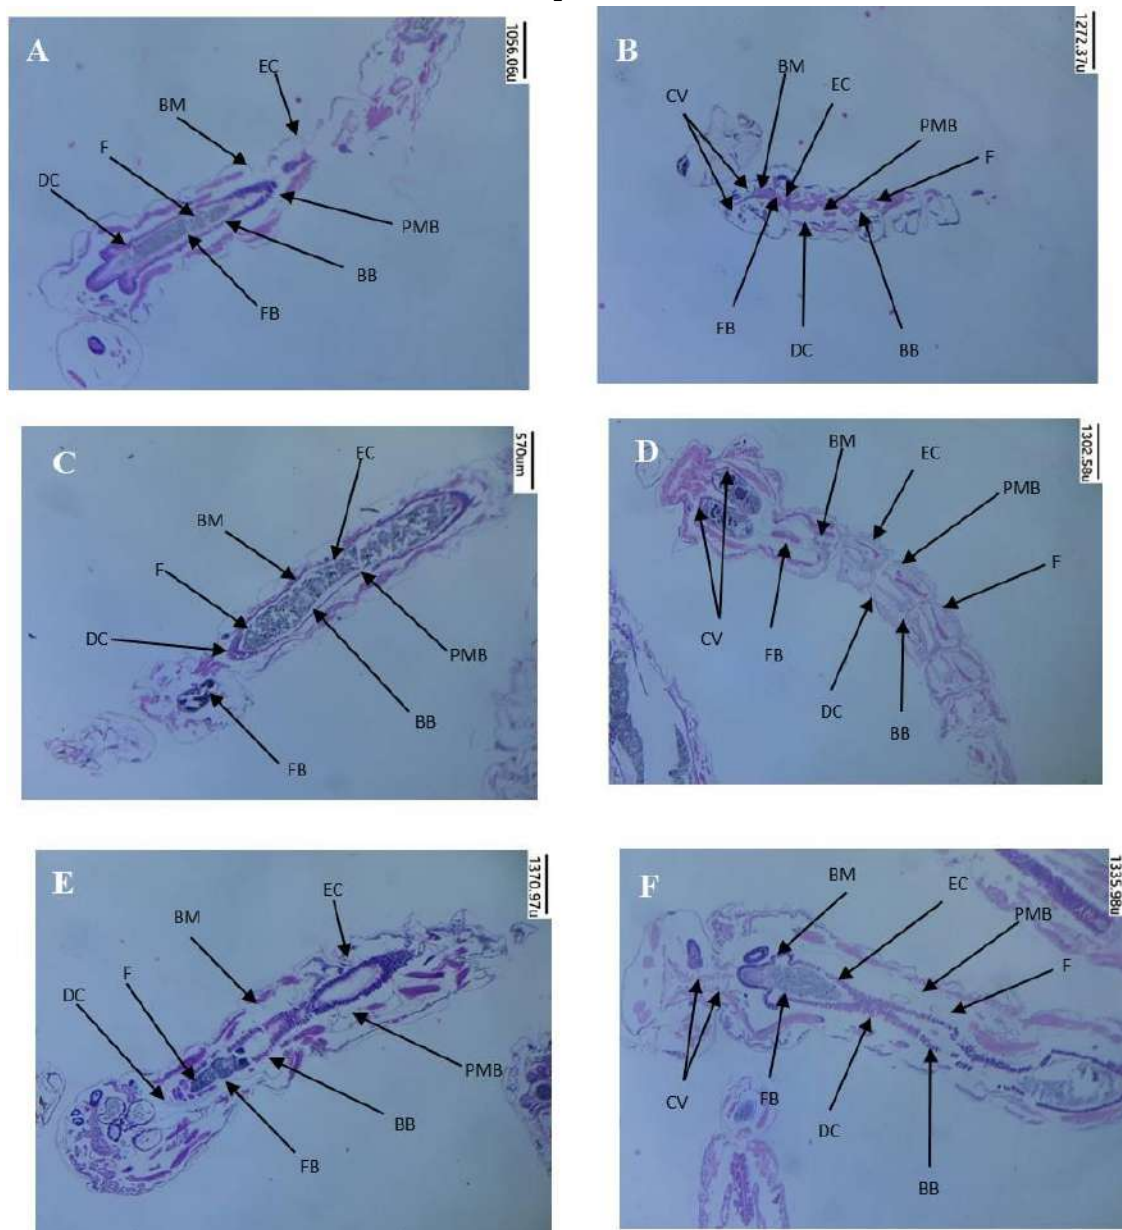 A
EC
BM
F
DC
PMB
BB
FB
1056.06u
B
BM
CV
EC
PMB
F
FB
DC
BB
1272.37u
C
EC
BM
F
DC
PMB
BB
FB
570um
D
BM
EC
PMB
F
CV
FB
DC
BB
1302.58u
E
EC
BM
F
DC
PMB
BB
FB
1370.97u
F
BM
EC
PMB
F
CV
FB
DC
BB
1335.98u